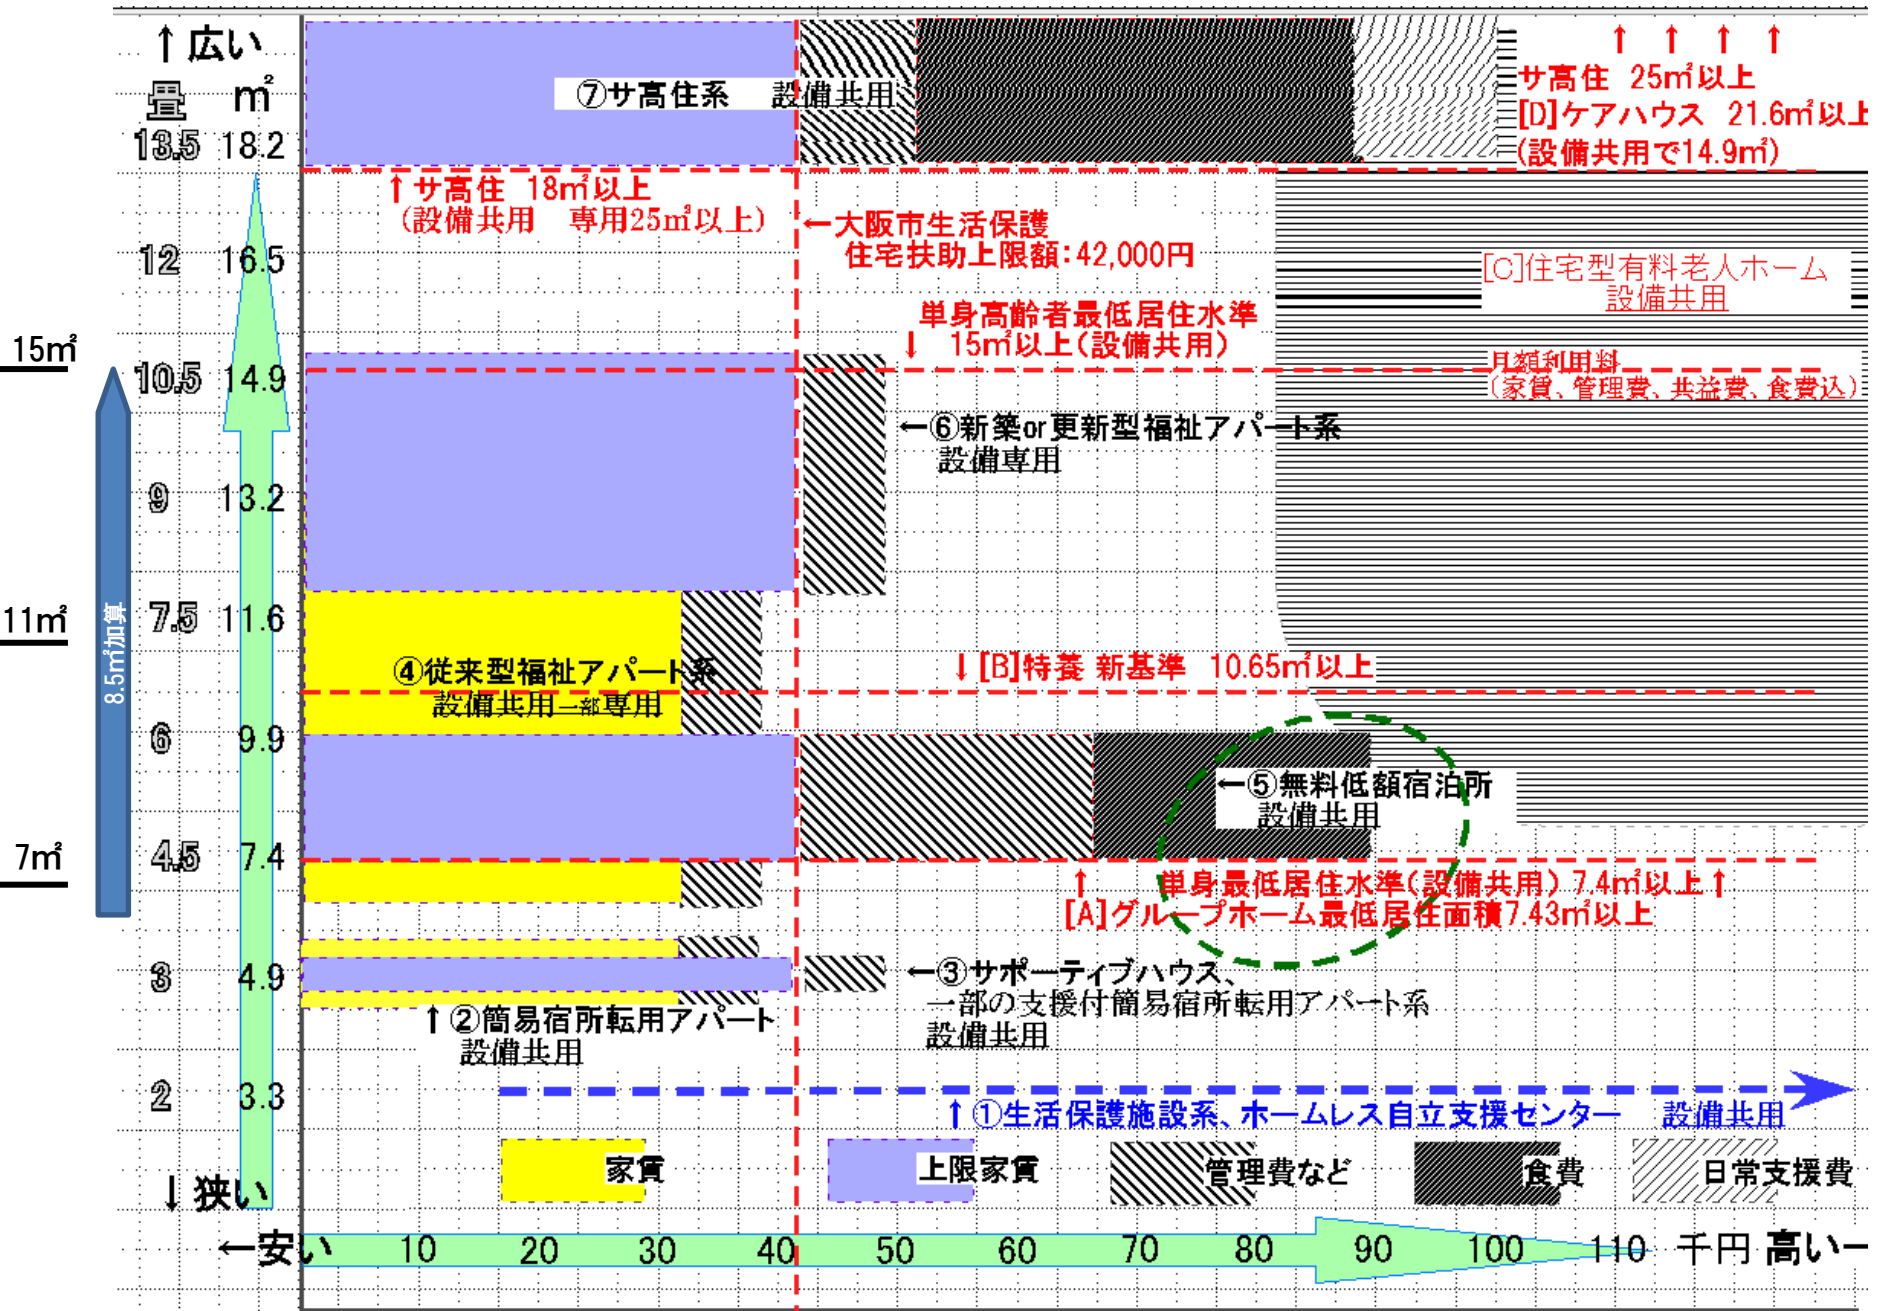 ↑広い
畳 ㎡
⑦サ高住系 設備共用
サ高住 25㎡以上
[D]ケアハウス 21.6㎡以上
(設備共用で14.9㎡)
13.5 18.2
↑サ高住 18㎡以上
(設備共用 専用25㎡以上)
←大阪市生活保護
住宅扶助上限額:42,000円
12 16.5
[C]住宅型有料老人ホーム
設備共用
単身高齢者最低居住水準
↓ 15㎡以上(設備共用)
15㎡
10.5 14.9
月額利用料
(家賃、管理費、共益費、食費込)
←⑥新築or更新型福祉アパート系
設備専用
9 13.2
11㎡
8.5㎡加算
7.5 11.6
④従来型福祉アパート系
設備共用一部専用
↓[B]特養 新基準 10.65㎡以上
6 9.9
←⑤無料低額宿泊所
設備共用
7㎡
4.5 7.4
↑ 単身最低居住水準(設備共用) 7.4㎡以上↑
[A]グループホーム最低居住面積7.43㎡以上
3 4.9
←③サポーティブハウス、
一部の支援付簡易宿所転用アパート系
設備共用
↑②簡易宿所転用アパート
設備共用
2 3.3
↑①生活保護施設系、ホームレス自立支援センター 設備共用
家賃 上限家賃 管理費など 食費 日常支援費
↓狭い
←安い 10 20 30 40 50 60 70 80 90 100 110 千円 高い